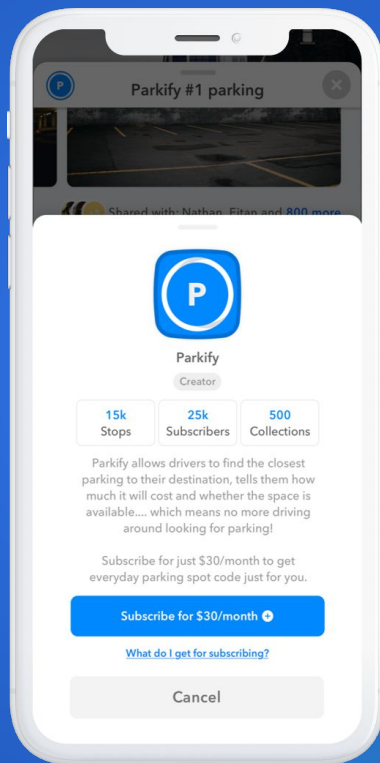 P
Parkify #1 parking
Shared with: Nathan, Eitan and 800 more
P
Parkify
Creator
15k
Stops
25k
Subscribers
500
Collections
Parkify allows drivers to find the closest
parking to their destination, tells them how
much it will cost and whether the space is
available.... which means no more driving
around looking for parking!
Subscribe for just $30/month to get
everyday parking spot code just for you.
Subscribe for $30/month
What do I get for subscribing?
Cancel